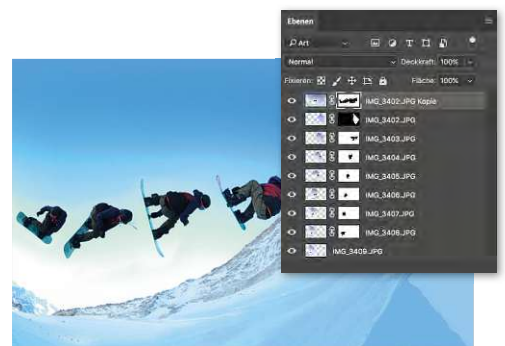 Ebenen
Art
Normal Deckkraft: 100%
Fixieren: Fläche: 100%
IMG_3402.JPG Kopie
IMG_3402.JPG
IMG_3403.JPG
IMG_3404.JPG
IMG_3405.JPG
IMG_3406.JPG
IMG_3407.JPG
IMG_3408.JPG
IMG_3409.JPG